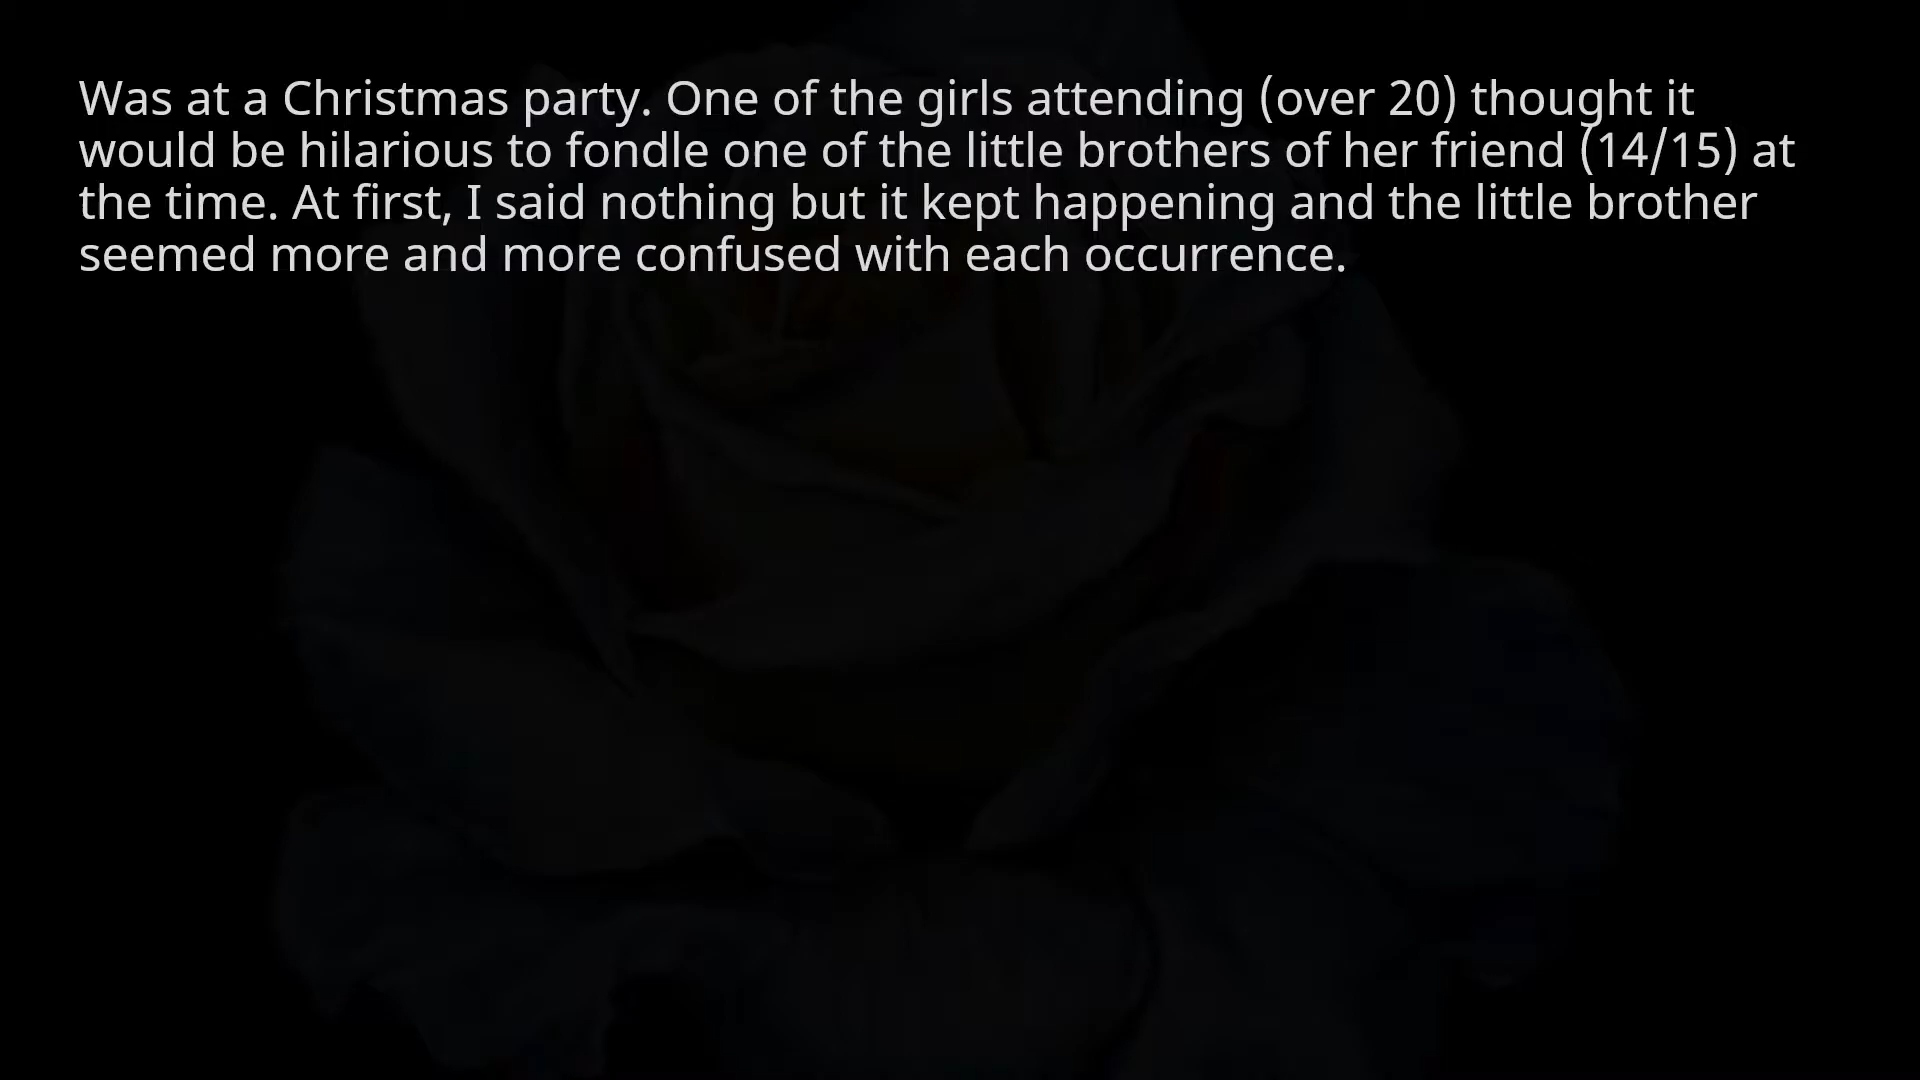 Was at a Christmas party. One of the girls attending (over 20) thought it
would be hilarious to fondle one of the little brothers of her friend (14/15) at
the time. At first, I said nothing but it kept happening and the little brother
seemed more and more confused with each occurrence.